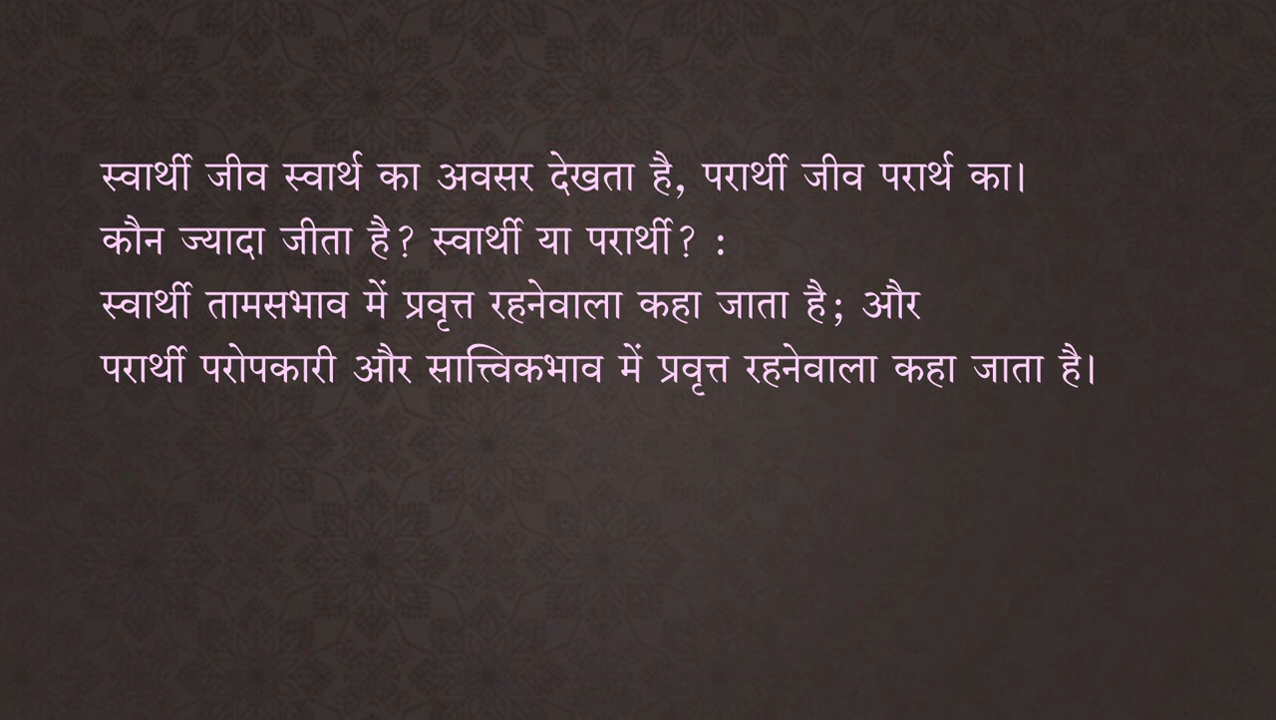 स्वार्थी जीव स्वार्थ का अवसर देखता है, परार्थी जीव परार्थ का।
कौन ज्यादा जीता है? स्वार्थी या परार्थी? :
स्वार्थी तामसभाव में प्रवृत्त रहनेवाला कहा जाता है; और
परार्थी परोपकारी और सात्त्विकभाव में प्रवृत्त रहनेवाला कहा जाता है।